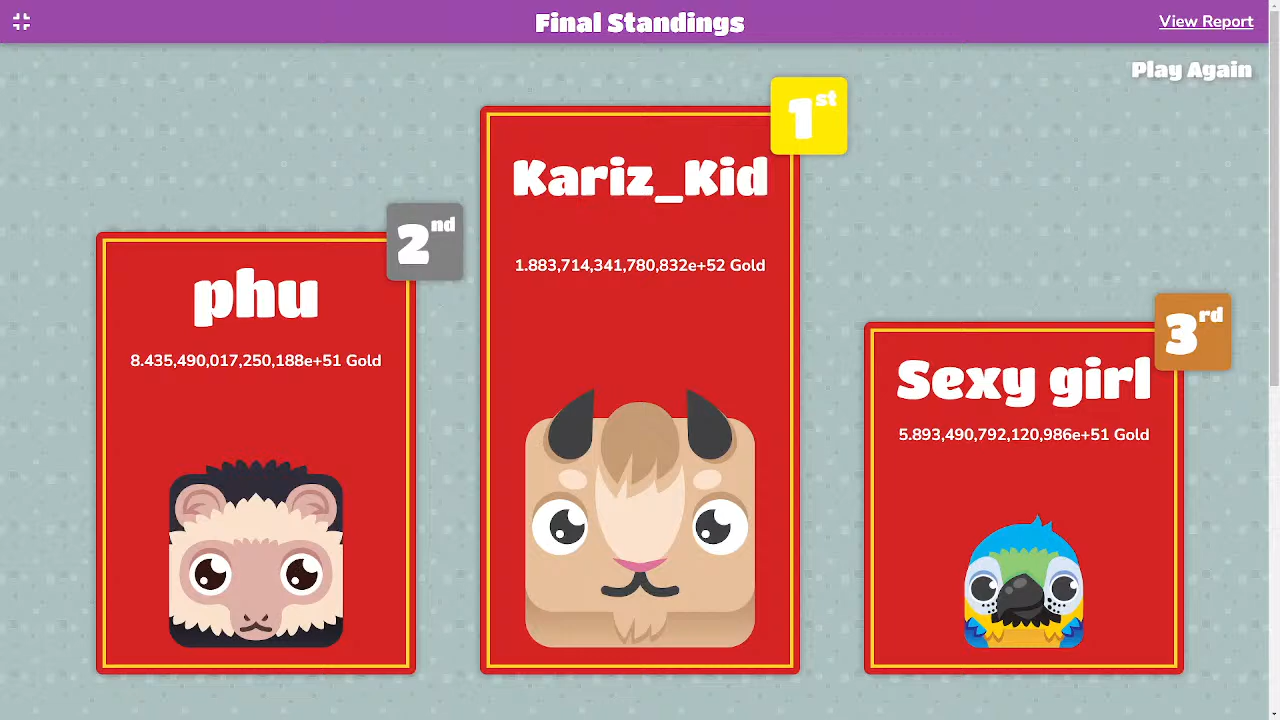 Final Standings
View Report
Play Again
1st
Kariz_Kid
1.883,714,341,780,832e+52 Gold
2nd
phu
8.435,490,017,250,188e+51 Gold
3rd
Sexy girl
5.893,490,792,120,986e+51 Gold